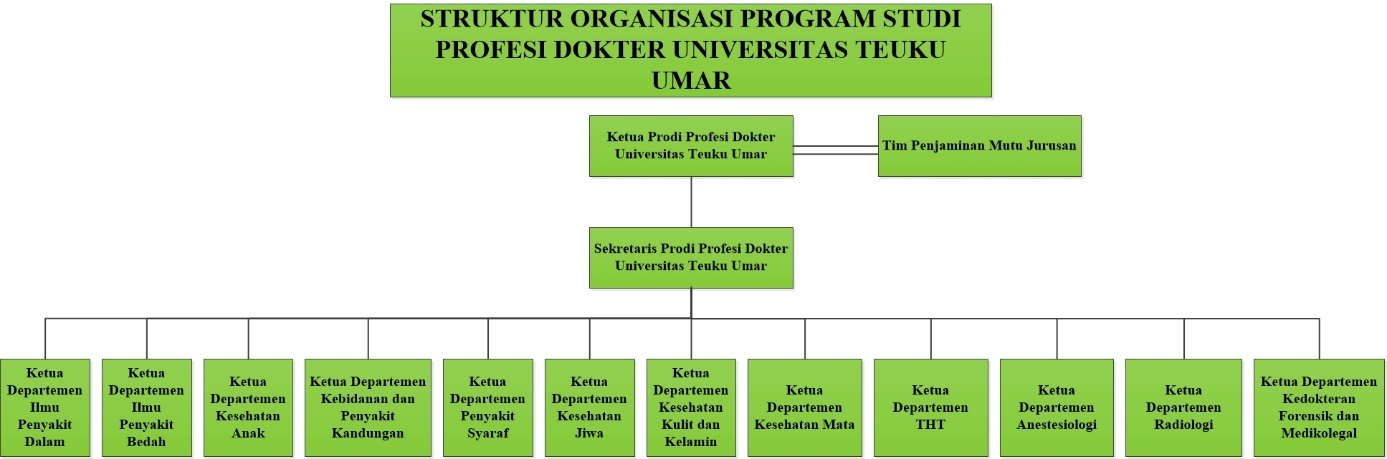 STRUKTUR ORGANISASI PROGRAM STUDI
PROFESI DOKTER UNIVERSITAS TEUKU
UMAR
Ketua Prodi Profesi Dokter
Universitas Teuku Umar
Tim Penjaminan Mutu Jurusan
Sekretaris Prodi Profesi Dokter
Universitas Teuku Umar
Ketua
Departemen
Ilmu
Penyakit
Dalam
Ketua
Departemen
Ilmu
Penyakit
Bedah
Ketua
Departemen
Kesehatan
Anak
Ketua Departemen
Kebidanan dan
Penyakit
Kandungan
Ketua
Departemen
Penyakit
Syaraf
Ketua
Departemen
Kesehatan
Jiwa
Ketua
Departemen
Kesehatan
Kulit dan
Kelamin
Ketua
Departemen
Kesehatan Mata
Ketua
Departemen
THT
Ketua
Departemen
Anestesiologi
Ketua
Departemen
Radiologi
Ketua Departemen
Kedokteran
Forensik dan
Medikolegal